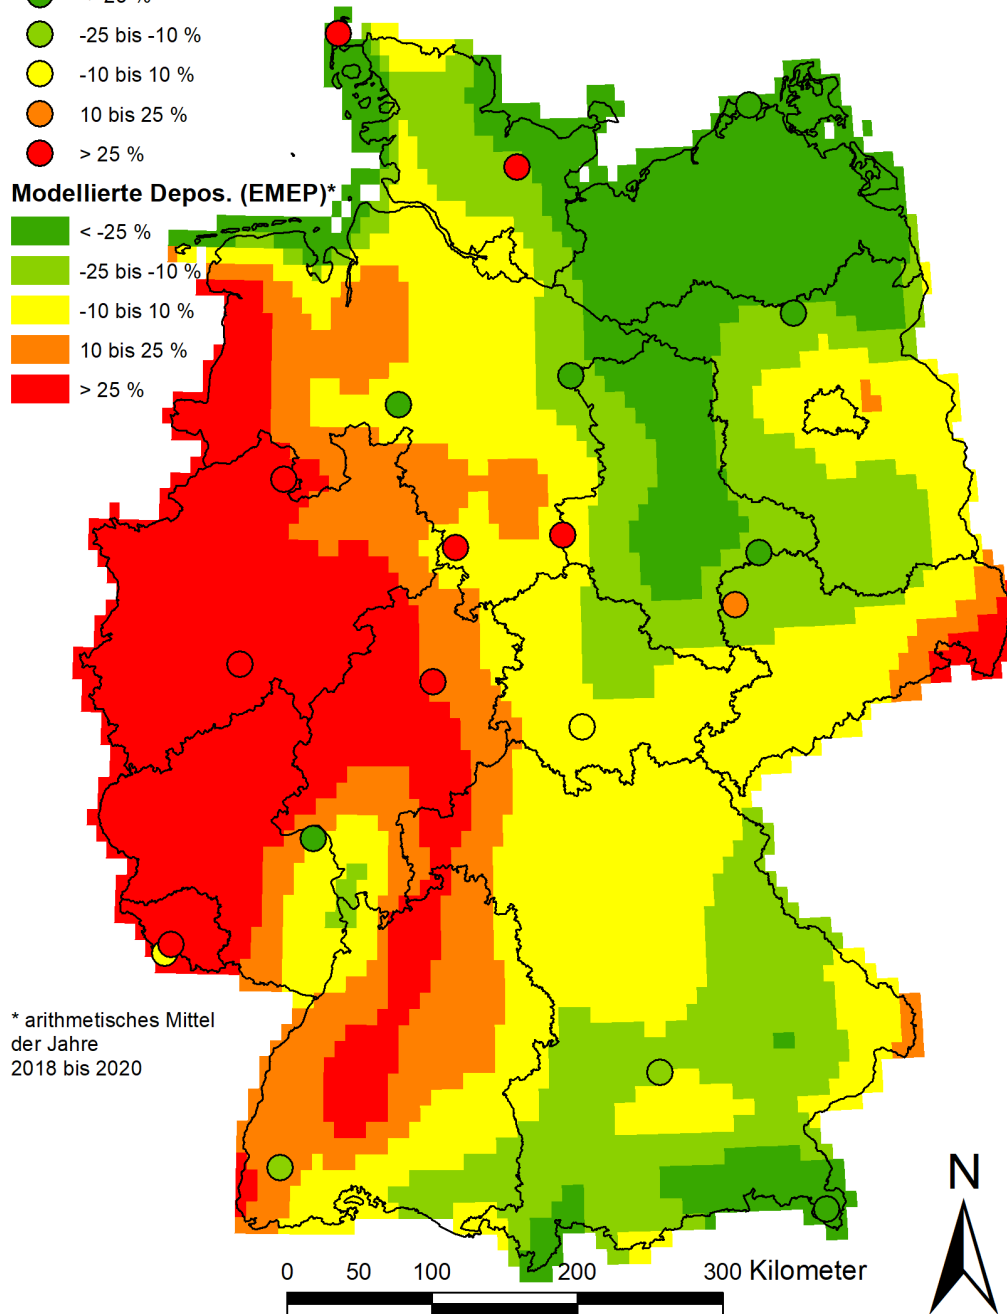 -25 bis -10 %
-10 bis 10 %
10 bis 25 %
> 25 %
Modellierte Depos. (EMEP)*
< -25 %
-25 bis -10 %
-10 bis 10 %
10 bis 25 %
> 25 %
* arithmetisches Mittel
der Jahre
2018 bis 2020
N
0 50 100 200 300 Kilometer